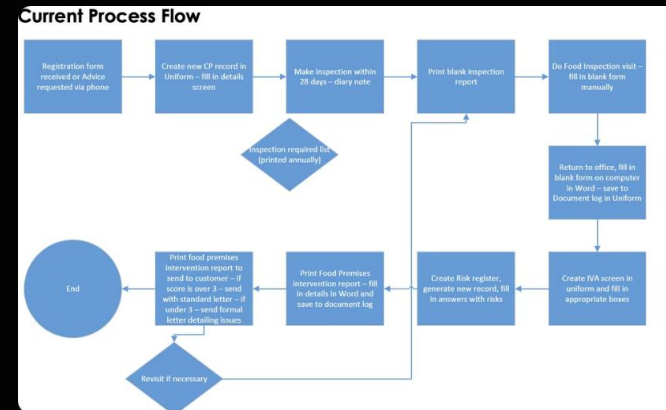 Current Process Flow
Registration form
received or Advice
requested via phone
Create new CP record in
Uniform – fill in details
screen
Make inspection within
28 days – diary note
Print blank inspection
report
Do Food Inspection visit –
fill in blank form
manually
Inspection required list
(printed annually)
Return to office, fill in
blank form on computer
in Word – save to
Document log in Uniform
End
Print food premises
intervention report to
send to customer – if
score is over 3 – send
with standard letter – if
under 3 – send formal
letter detailing issues
Print Food Premises
intervention report – fill
in details in Word and
save to document log
Create Risk register,
generate new record, fill
in answers with risks
Create IVA screen in
uniform and fill in
appropriate boxes
Revisit if necessary